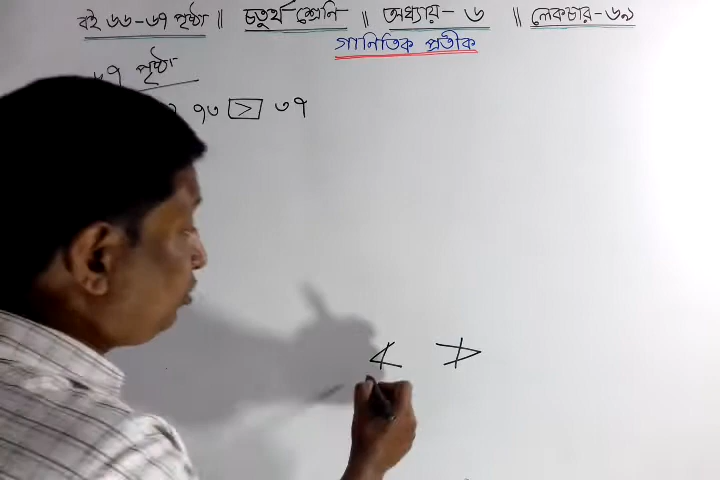 বই ৬৬-৬৭ পৃষ্ঠা || চতুর্থ শ্রেনি || অধ্যায়- ৬ || লেকচার-৬৯
গানিতিক প্রতীক
৬৭ পৃষ্ঠা
৭৩ > ৩৭
< >